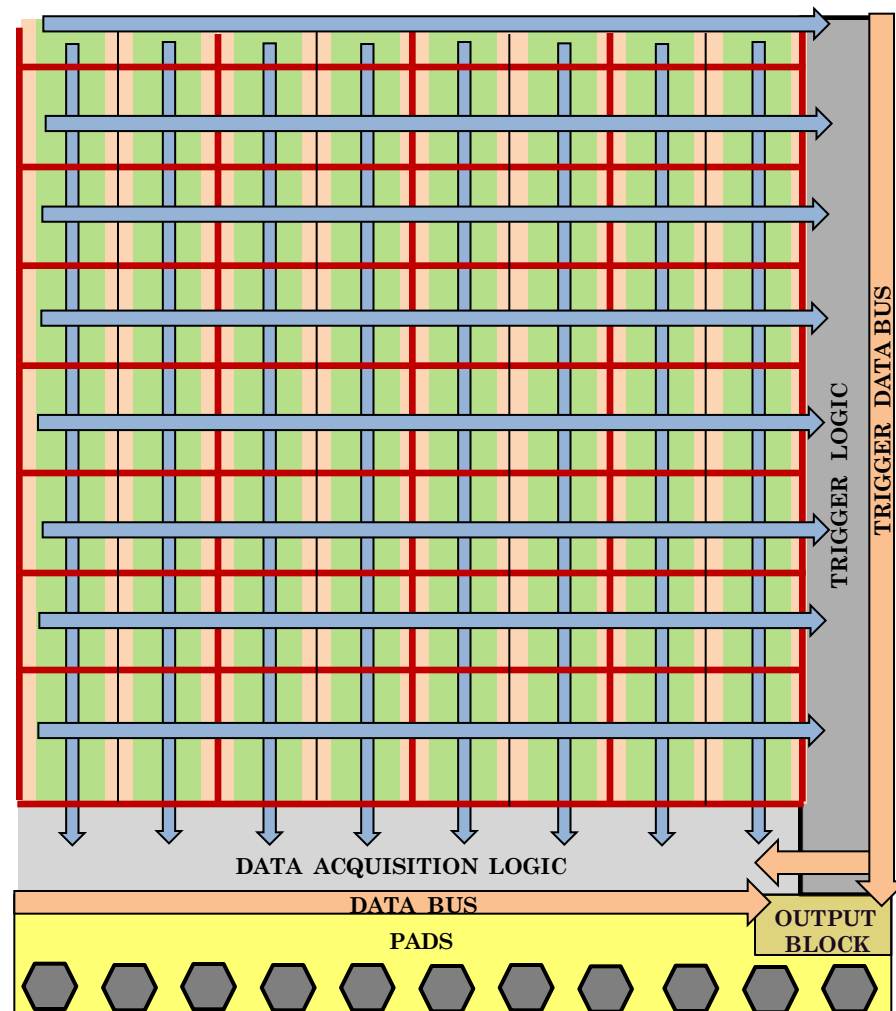 TRIGGER LOGIC
TRIGGER DATA BUS
DATA ACQUISITION LOGIC
DATA BUS
PADS
OUTPUT
BLOCK